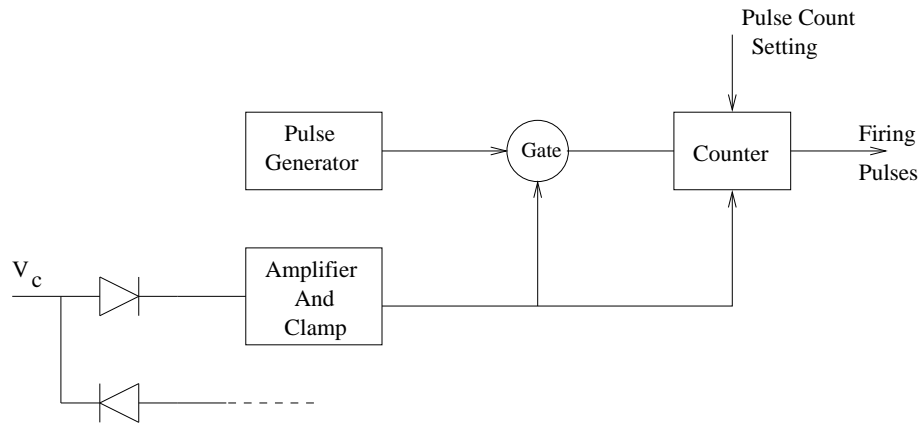 Pulse Count
Setting
Pulse
Generator
Gate
Counter
Firing
Pulses
V c
Amplifier
And
Clamp